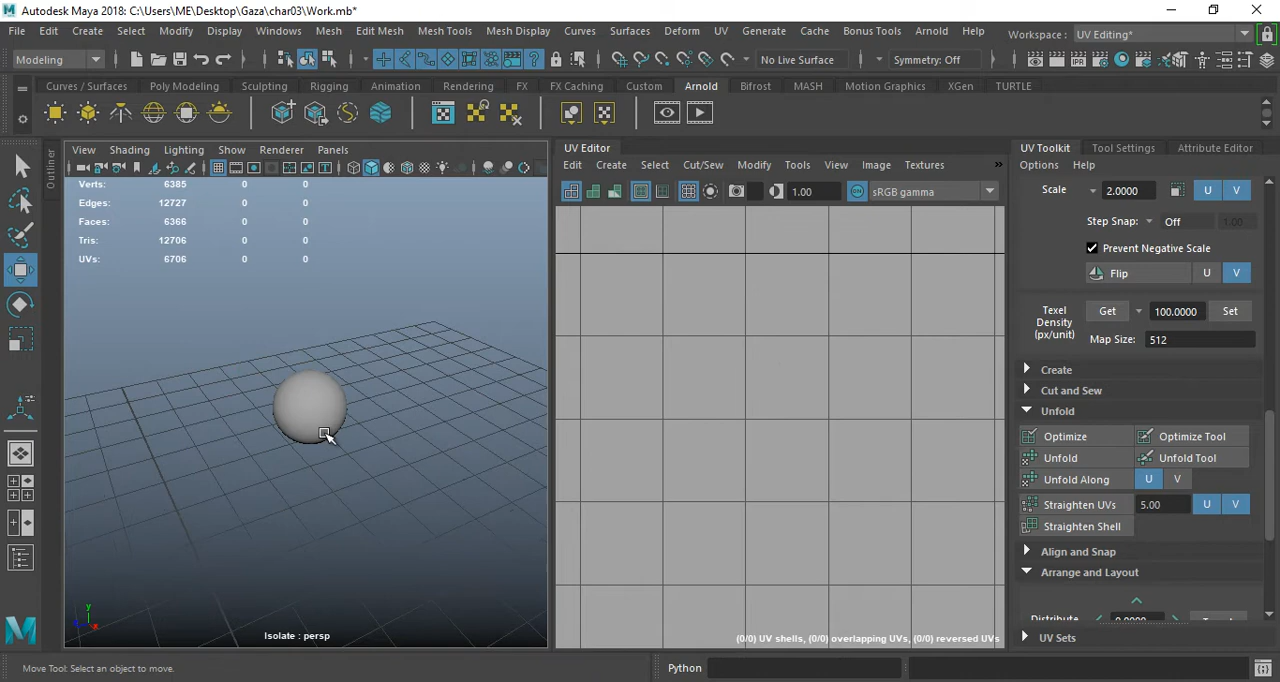 Autodesk Maya 2018: C:\Users\ME\Desktop\Gaza\char03\Work.mb*
File Edit Create Select Modify Display Windows Mesh Edit Mesh Mesh Tools Mesh Display Curves Surfaces Deform UV Generate Cache Bonus Tools Arnold Help Workspace : UV Editing*
Modeling No Live Surface Symmetry: Off
Curves / Surfaces Poly Modeling Sculpting Rigging Animation Rendering FX FX Caching Custom Arnold Bifrost MASH Motion Graphics XGen TURTLE
Outliner
View Shading Lighting Show Renderer Panels
Verts: 6385 0 0
Edges: 12727 0 0
Faces: 6366 0 0
Tris: 12706 0 0
UVs: 6706 0 0
y
x
Isolate : persp
UV Editor
Edit Create Select Cut/Sew Modify Tools View Image Textures »
1.00 ON sRGB gamma
(0/0) UV shells, (0/0) overlapping UVs, (0/0) reversed UVs
UV Toolkit Tool Settings Attribute Editor
Options Help
Scale 2.0000 U V
Step Snap: Off 1.00
Prevent Negative Scale
Flip U V
Texel Density (px/unit) Get 100.0000 Set
Map Size: 512
Create
Cut and Sew
Unfold
Optimize Optimize Tool
Unfold Unfold Tool
Unfold Along U V
Straighten UVs 5.00 U V
Straighten Shell
Align and Snap
Arrange and Layout
Distribute 0.0000
UV Sets
Move Tool: Select an object to move.
Python